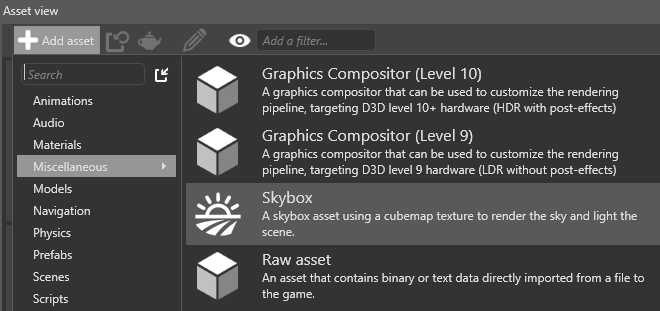 Asset view
Add asset
Add a filter...
Search
Animations
Audio
Materials
Miscellaneous
Models
Navigation
Physics
Prefabs
Scenes
Scripts
Graphics Compositor (Level 10)
A graphics compositor that can be used to customize the rendering
pipeline, targeting D3D level 10+ hardware (HDR with post-effects)
Graphics Compositor (Level 9)
A graphics compositor that can be used to customize the rendering
pipeline, targeting D3D level 9 hardware (LDR without post-effects)
Skybox
A skybox asset using a cubemap texture to render the sky and light the
scene.
Raw asset
An asset that contains binary or text data directly imported from a file to
the game.